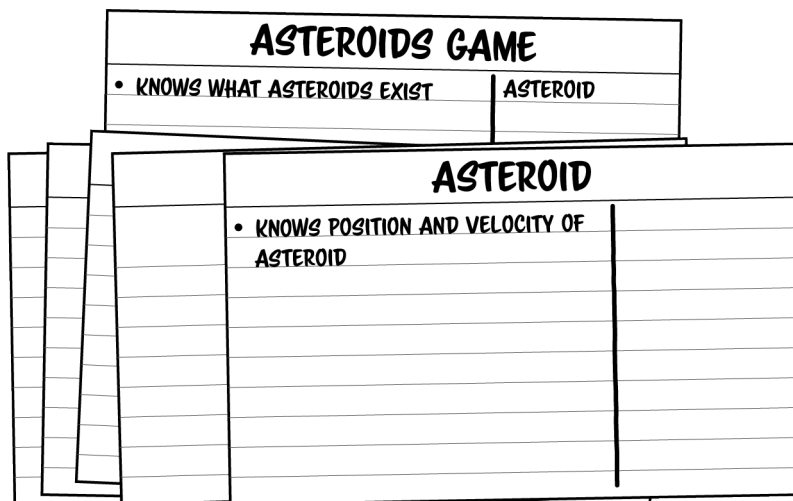 ASTEROIDS GAME
• KNOWS WHAT ASTEROIDS EXIST
ASTEROID
ASTEROID
• KNOWS POSITION AND VELOCITY OF
ASTEROID